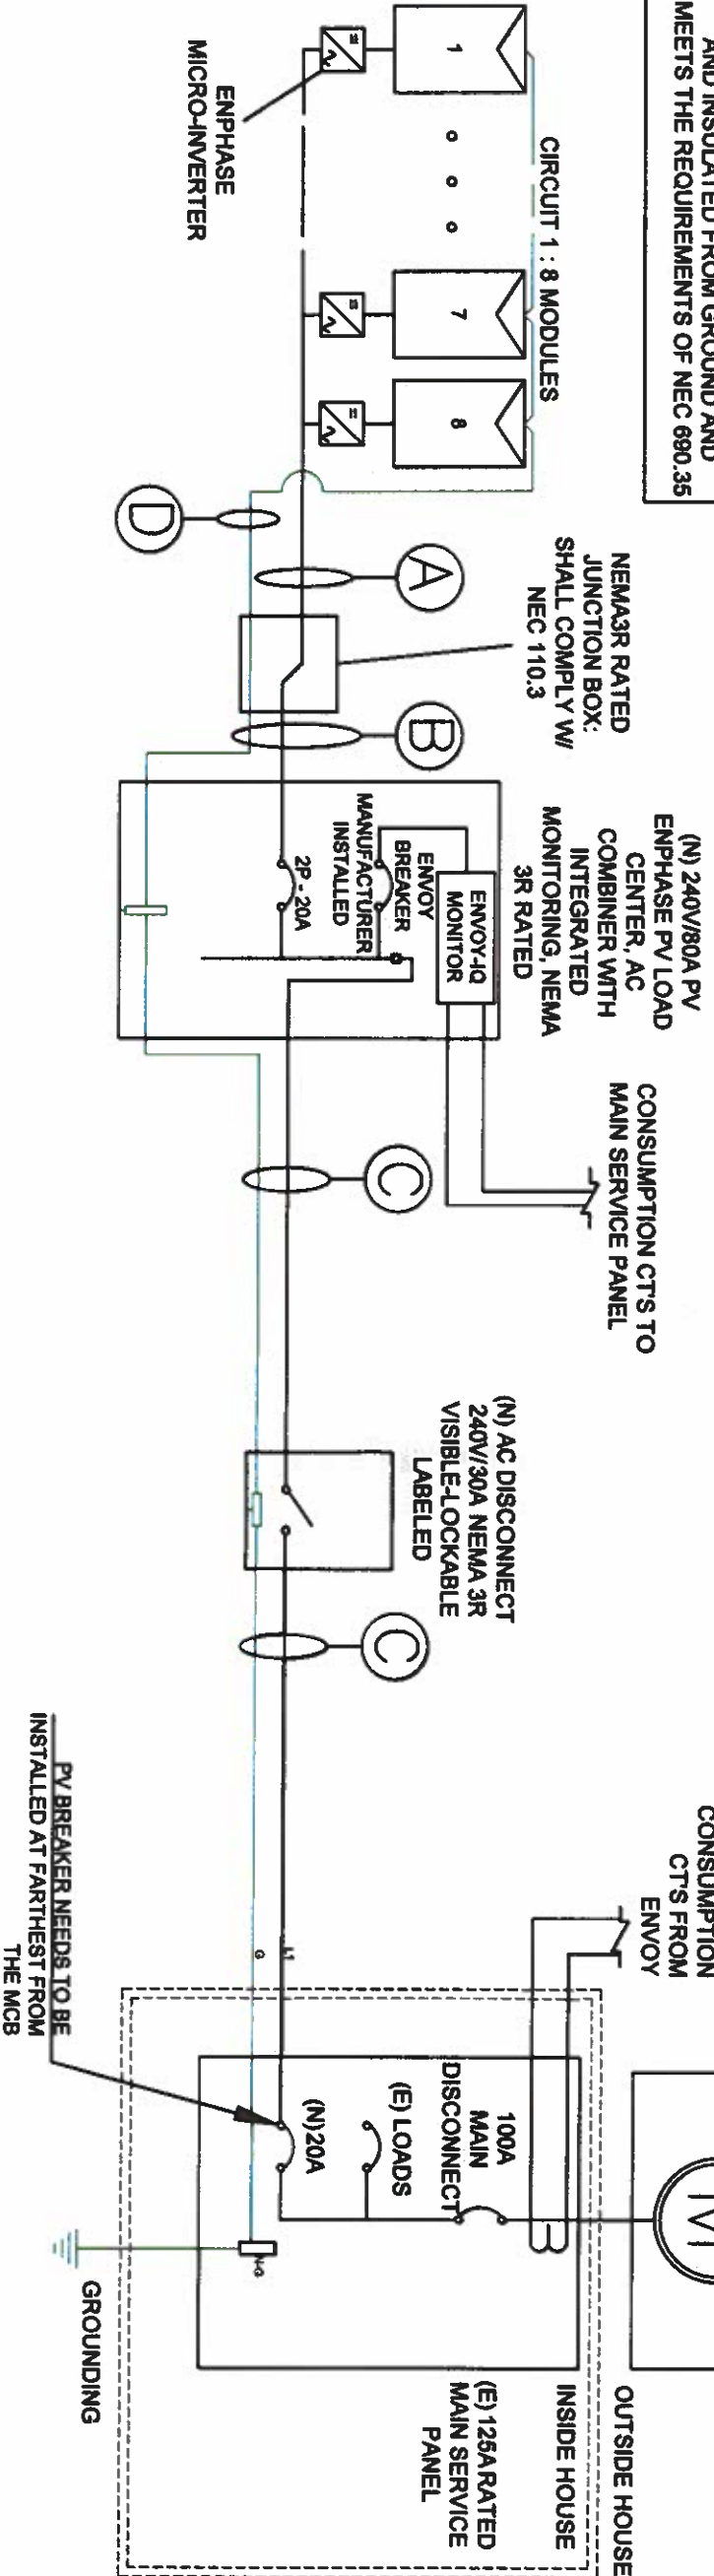 AND INSULATED FROM GROUND AND
MEETS THE REQUIREMENTS OF NEC 690.35
CIRCUIT 1 : 8 MODULES
1
7
8
ENPHASE
MICRO-INVERTER
D
A
B
NEMA3R RATED
JUNCTION BOX:
SHALL COMPLY W/
NEC 110.3
(N) 240V/80A PV
ENPHASE PV LOAD
CENTER, AC
COMBINER WITH
INTEGRATED
MONITORING, NEMA
3R RATED
ENVOY-IQ
MONITOR
ENVOY
BREAKER
MANUFACTURER
INSTALLED
2P - 20A
CONSUMPTION CT'S TO
MAIN SERVICE PANEL
C
(N) AC DISCONNECT
240V/30A NEMA 3R
VISIBLE-LOCKABLE
LABELED
C
CONSUMPTION
CT'S FROM
ENVOY
L1
G
PV BREAKER NEEDS TO BE
INSTALLED AT FARTHEST FROM
THE MCB
100A
MAIN
DISCONNECT
(E) LOADS
(N)20A
N-G
GROUNDING
OUTSIDE HOUSE
INSIDE HOUSE
(E) 125A RATED
MAIN SERVICE
PANEL